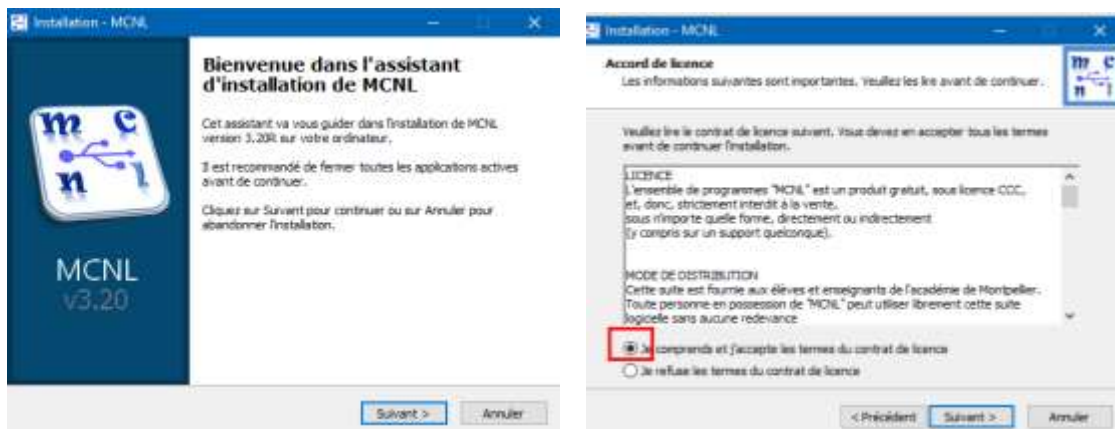 Installation - MCNL
Bienvenue dans l'assistant
d'installation de MCNL
Cet assistant va vous guider dans l'installation de MCNL
version 3.20R sur votre ordinateur.
Il est recommandé de fermer toutes les applications actives
avant de continuer.
Cliquez sur Suivant pour continuer ou sur Annuler pour
abandonner l'installation.
m c
n l
MCNL
v3.20
Suivant >
Annuler
Installation - MCNL
Accord de licence
Les informations suivantes sont importantes. Veuillez les lire avant de continuer.
m c
n l
Veuillez lire le contrat de licence suivant. Vous devez en accepter tous les termes
avant de continuer l'installation.
LICENCE
L'ensemble de programmes "MCNL" est un produit gratuit, sous licence CCC,
et, donc, strictement interdit à la vente.
sous n'importe quelle forme, directement ou indirectement
(y compris sur un support quelconque).
MODE DE DISTRIBUTION
Cette suite est fournie aux élèves et enseignants de l'académie de Montpellier.
Toute personne en possession de "MCNL" peut utiliser librement cette suite
logicielle sans aucune redevance
Je comprends et j'accepte les termes du contrat de licence
Je refuse les termes du contrat de licence
< Précédent
Suivant >
Annuler